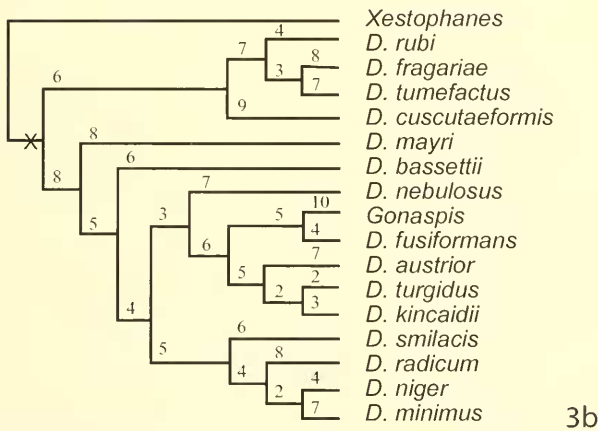 Xestophanes
4 D. rubi
7
8 D. fragariae
3
6
7 D. tumefactus
9 D. cuscutaeformis
X
8 D. mayri
6 D. bassettii
8
7 D. nebulosus
10 Gonaspis
5 3 5
4 D. fusiformans
6
7 D. austrior
5 2 D. turgidus
2
3 D. kincaidii
4
6 D. smilacis
5 8 D. radicum
4
4 D. niger
2
7 D. minimus
3b